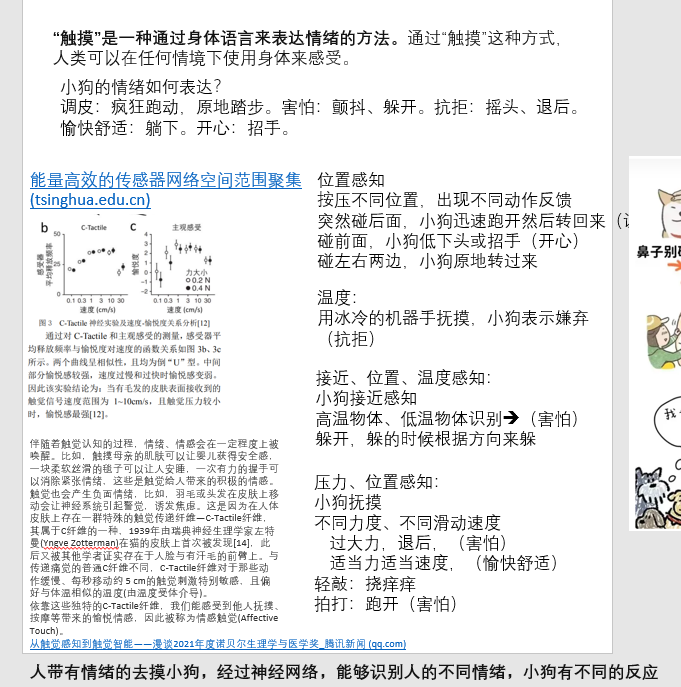 “触摸”是一种通过身体语言来表达情绪的方法。通过“触摸”这种方式，
人类可以在任何情境下使用身体来感受。
小狗的情绪如何表达？
调皮：疯狂跑动，原地踏步。害怕：颤抖、躲开。抗拒：摇头、退后。
愉快舒适：躺下。开心：招手。
能量高效的传感器网络空间范围聚集
(tsinghua.edu.cn)
b
C-Tactile
c
主观感受
感受器
平均释放频率
50
25
0
0.1 0.3 1 3 10 30
速度 (cm/s)
愉悦度
4
3
2
1
0
−1
−2
力大小
0.2 N
0.4 N
0.1 0.3 1 3 10 30
速度 (cm/s)
图 3 C-Tactile 神经实验及速度-愉悦度关系分析[12]
通过对 C-Tactile 和主观感受的测量，感受器平
均释放频率与愉悦度对速度的函数关系如图 3b、3c
所示。两个曲线呈相似性，且均为倒“U”型、中间
部分愉悦感较强，速度过慢和过快时愉悦感变弱。
因此该实验结论为：当有毛发的皮肤表面接收到的
触觉信号速度范围为 1~10cm/s，且触觉压力较小
时，愉悦感最强[12]。
伴随着触觉认知的过程，情绪、情感会在一定程度上被
唤醒。比如，触摸母亲的肌肤可以让婴儿获得安全感，
一块柔软丝滑的毯子可以让人安睡，一次有力的握手可
以消除紧张情绪，这些是触觉给人带来的积极的情感。
触觉也会产生负面情绪，比如，羽毛或头发在皮肤上移
动会让神经系统引起警觉，诱发焦虑。这是因为在人体
皮肤上存在一群特殊的触觉传递纤维—C-Tactile纤维，
其属于C纤维的一种，1939年由瑞典神经生理学家左特
曼(Yngve Zotterman)在猫的皮肤上首次被发现[14]，此
后又被其他学者证实存在于人脸与有汗毛的前臂上。与
传递痛觉的普通C纤维不同，C-Tactile纤维对于那些动
作缓慢、每秒移动约 5 cm的触觉刺激特别敏感，且偏
好与体温相似的温度(由温度受体介导)。
依靠这些独特的C-Tactile纤维，我们能感受到他人抚摸、
按摩等带来的愉悦情感，因此被称为情感触觉(Affective
Touch)。
从触觉感知到触觉智能——漫谈2021年度诺贝尔生理学与医学奖_腾讯新闻 (qq.com)
位置感知
按压不同位置，出现不同动作反馈
突然碰后面，小狗迅速跑开然后转回来（
碰前面，小狗低下头或招手（开心）
碰左右两边，小狗原地转过来
温度：
用冰冷的机器手抚摸，小狗表示嫌弃
（抗拒）
接近、位置、温度感知：
小狗接近感知
高温物体、低温物体识别➔（害怕）
躲开，躲的时候根据方向来躲
压力、位置感知：
小狗抚摸
不同力度、不同滑动速度
过大力，退后，（害怕）
适当力适当速度，（愉快舒适）
轻敲：挠痒痒
拍打：跑开（害怕）
鼻子别
我
人带有情绪的去摸小狗，经过神经网络，能够识别人的不同情绪，小狗有不同的反应